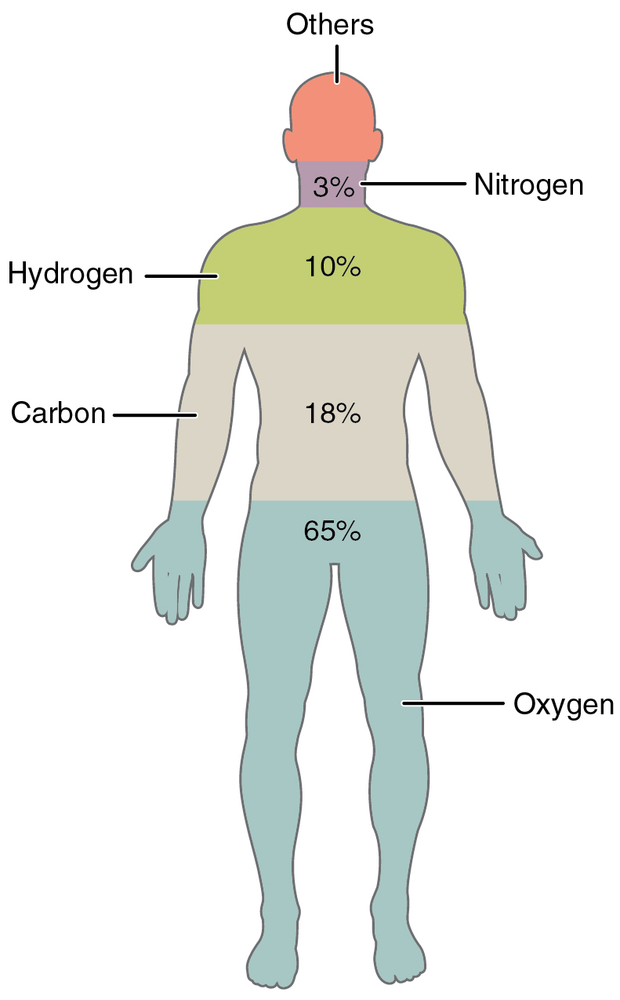 Others
3%
Nitrogen
10%
Hydrogen
Carbon
18%
65%
Oxygen